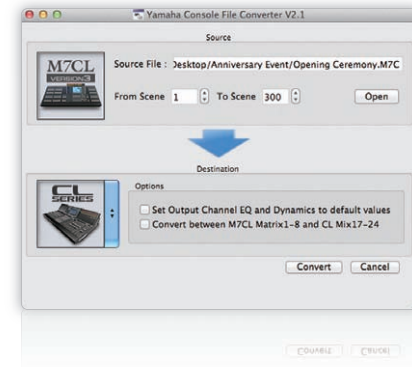 Yamaha Console File Converter V2.1
Source
M7CL
VERSION3
Source File : Desktop/Anniversary Event/Opening Ceremony.M7C
From Scene 1 To Scene 300 Open
Destination
CL
SERIES
Options
Set Output Channel EQ and Dynamics to default values
Convert between M7CL Matrix1-8 and CL Mix17-24
Convert Cancel
Convert Cancel